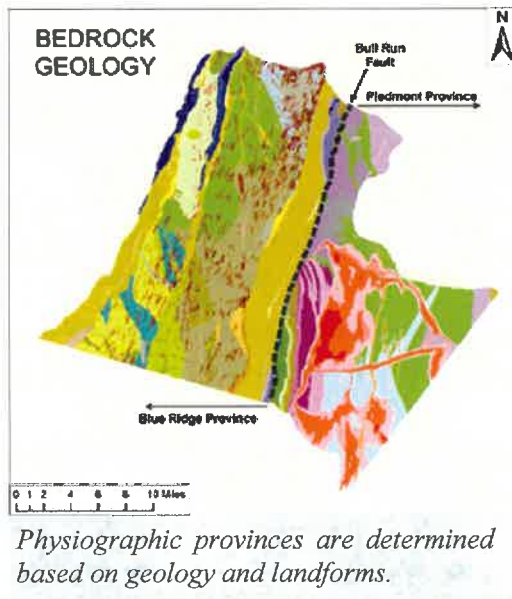 BEDROCK
GEOLOGY
N
Bull Run
Fault
Piedmont Province
Blue Ridge Province
0 1 2 4 6 8 10 Miles
Physiographic provinces are determined
based on geology and landforms.